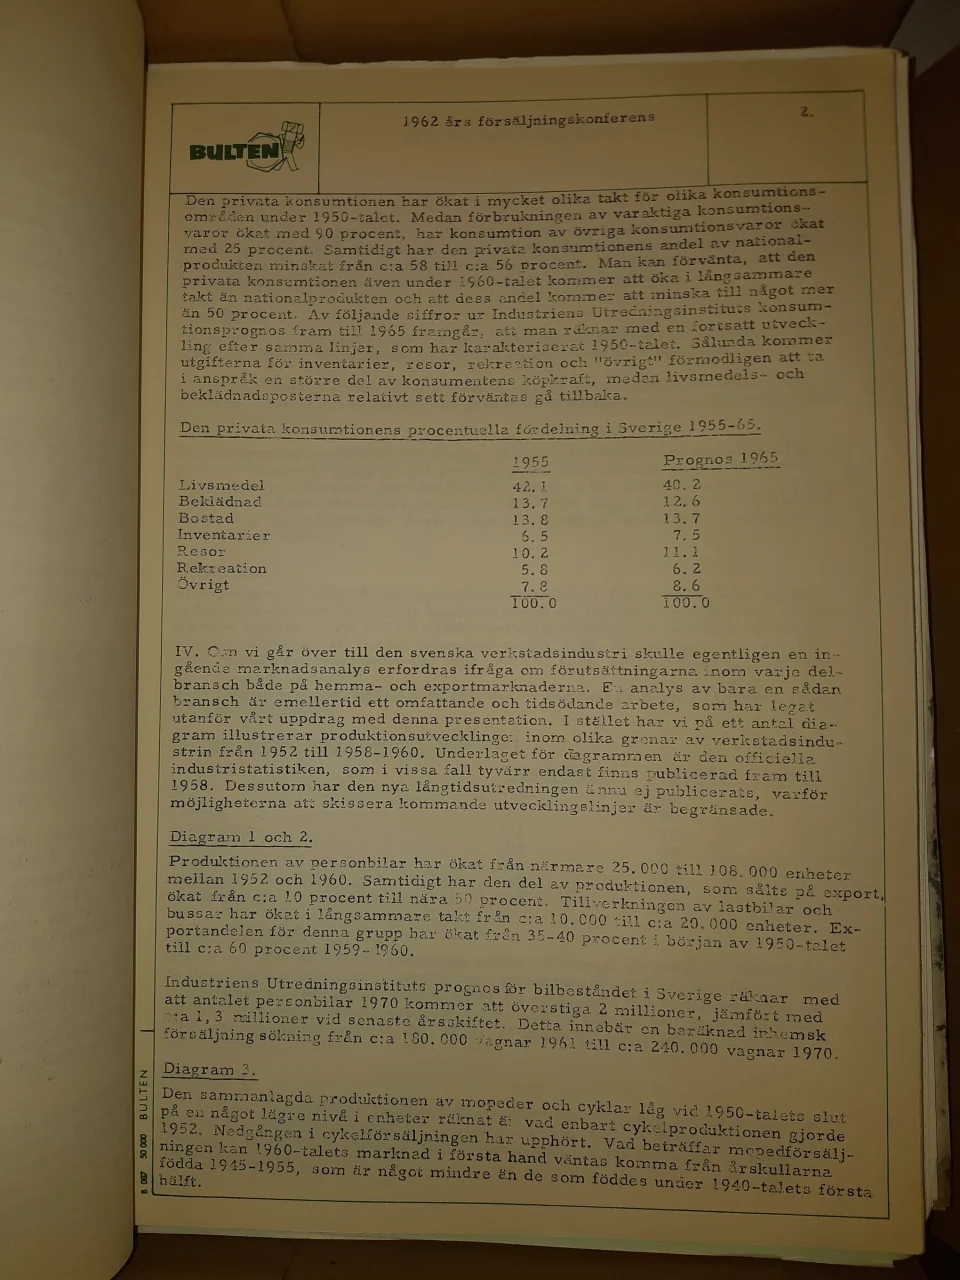 BULTEN
1962 års försäljningskonferens
2.
Den privata konsumtionen har ökat i mycket olika takt för olika konsumtions-
områden under 1950-talet. Medan förbrukningen av varaktiga konsumtions-
varor ökat med 90 procent, har konsumtion av övriga konsumtionsvaror ökat
med 25 procent. Samtidigt har den privata konsumtionens andel av national-
produkten minskat från c:a 58 till c:a 56 procent. Man kan förvänta, att den
privata konsumtionen även under 1960-talet kommer att öka i långsammare
takt än nationalprodukten och att dess andel kommer att minska till något mer
än 50 procent. Av följande siffror ur Industriens Utredningsinstituts konsum-
tionsprognos fram till 1965 framgår, att man räknar med en fortsatt utveck-
ling efter samma linjer, som har karakteriserat 1950-talet. Sålunda kommer
utgifterna för inventarier, resor, rekreation och "övrigt" förmodligen att ta
i anspråk en större del av konsumentens köpkraft, medan livsmedels- och
beklädnadsposterna relativt sett förväntas gå tillbaka.
Den privata konsumtionens procentuella fördelning i Sverige 1955-65.
1955 Prognos 1965
Livsmedel 42.1 40.2
Beklädnad 13.7 12.6
Bostad 13.8 13.7
Inventarier 6.5 7.5
Resor 10.2 11.1
Rekreation 5.8 6.2
Övrigt 7.8 8.6
100.0 100.0
IV. Om vi går över till den svenska verkstadsindustri skulle egentligen en in-
gående marknadsanalys erfordras ifråga om förutsättningarna inom varje del-
bransch både på hemma- och exportmarknaderna. En analys av bara en sådan
bransch är emellertid ett omfattande och tidsödande arbete, som har legat
utanför vårt uppdrag med denna presentation. I stället har vi på ett antal dia-
gram illustrerar produktionsutvecklingen inom olika grenar av verkstadsindu-
strin från 1952 till 1958-1960. Underlaget för diagrammen är den officiella
industristatistiken, som i vissa fall tyvärr endast finns publicerad fram till
1958. Dessutom har den nya långtidsutredningen ännu ej publicerats, varför
möjligheterna att skissera kommande utvecklingslinjer är begränsade.
Diagram 1 och 2.
Produktionen av personbilar har ökat från närmare 25.000 till 108.000 enheter
mellan 1952 och 1960. Samtidigt har den del av produktionen, som sålts på export,
ökat från c:a 10 procent till nära 50 procent. Tillverkningen av lastbilar och
bussar har ökat i långsammare takt från c:a 10.000 till c:a 20.000 enheter. Ex-
portandelen för denna grupp har ökat från 35-40 procent i början av 1950-talet
till c:a 60 procent 1959-1960.
Industriens Utredningsinstituts prognos för bilbeståndet i Sverige räknar med
att antalet personbilar 1970 kommer att överstiga 2 millioner, jämfört med
c:a 1,3 millioner vid senaste årsskiftet. Detta innebär en beräknad inhemsk
försäljning sökning från c:a 180.000 vagnar 1961 till c:a 240.000 vagnar 1970.
Diagram 3.
Den sammanlagda produktionen av mopeder och cyklar låg vid 1950-talets slut
på en något lägre nivå i enheter räknat än vad enbart cykelproduktionen gjorde
1952. Nedgången i cykelförsäljningen har upphört. Vad beträffar mopedförsälj-
ningen kan 1960-talets marknad i första hand väntas komma från årskullarna
födda 1945-1955, som är något mindre än de som föddes under 1940-talets första
hälft.
B 087 50.000 BULTEN